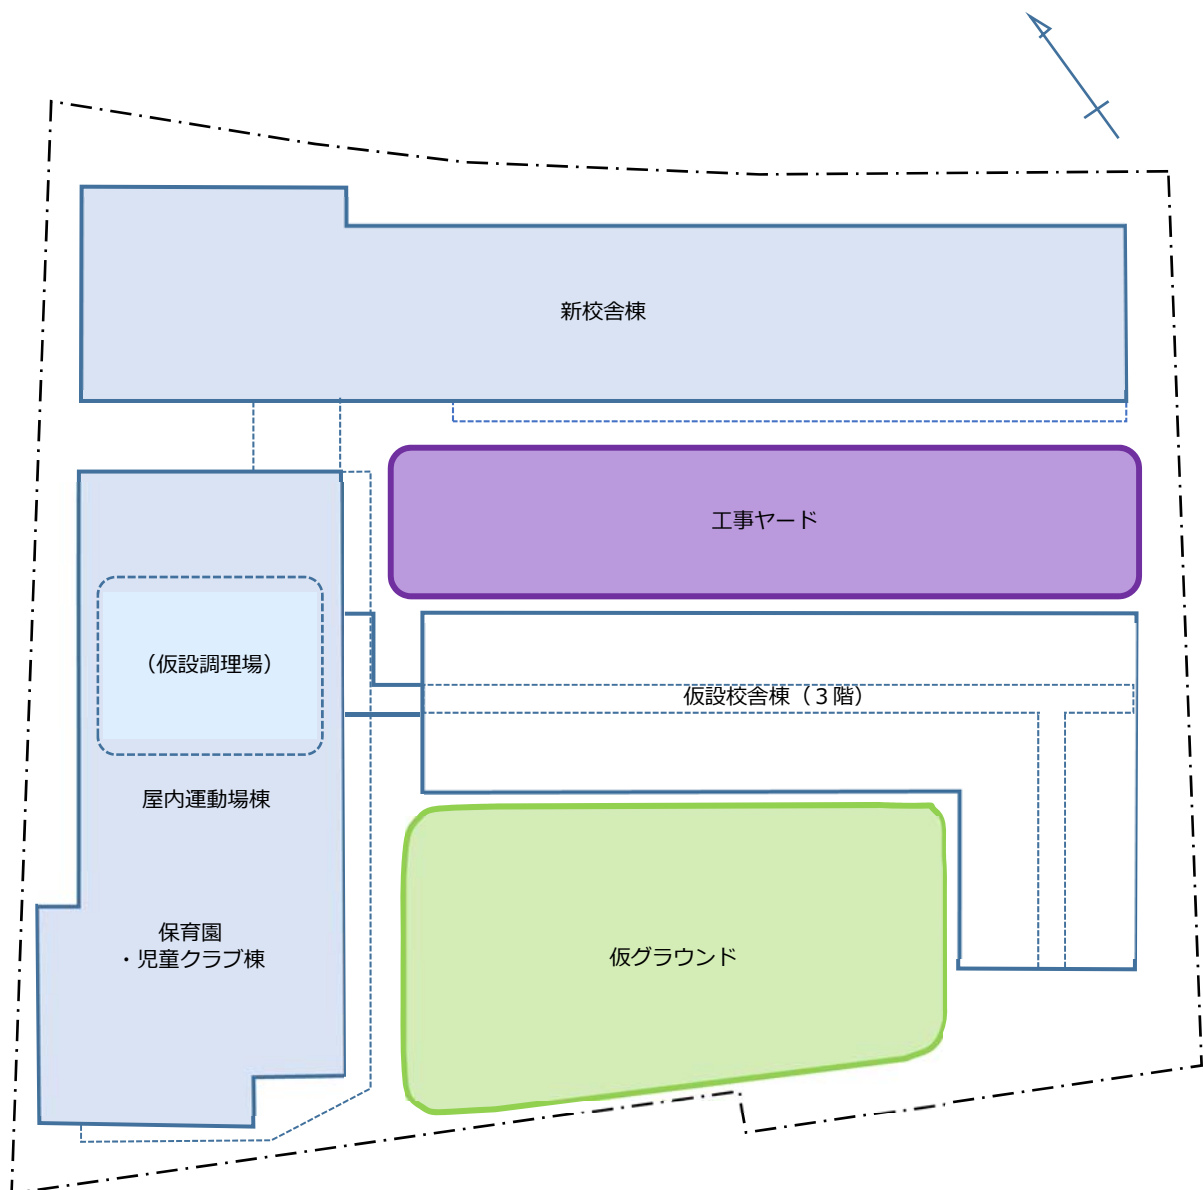 新校舎棟
工事ヤード
（仮設調理場）
仮設校舎棟（３階）
屋内運動場棟
保育園
・児童クラブ棟
仮グラウンド